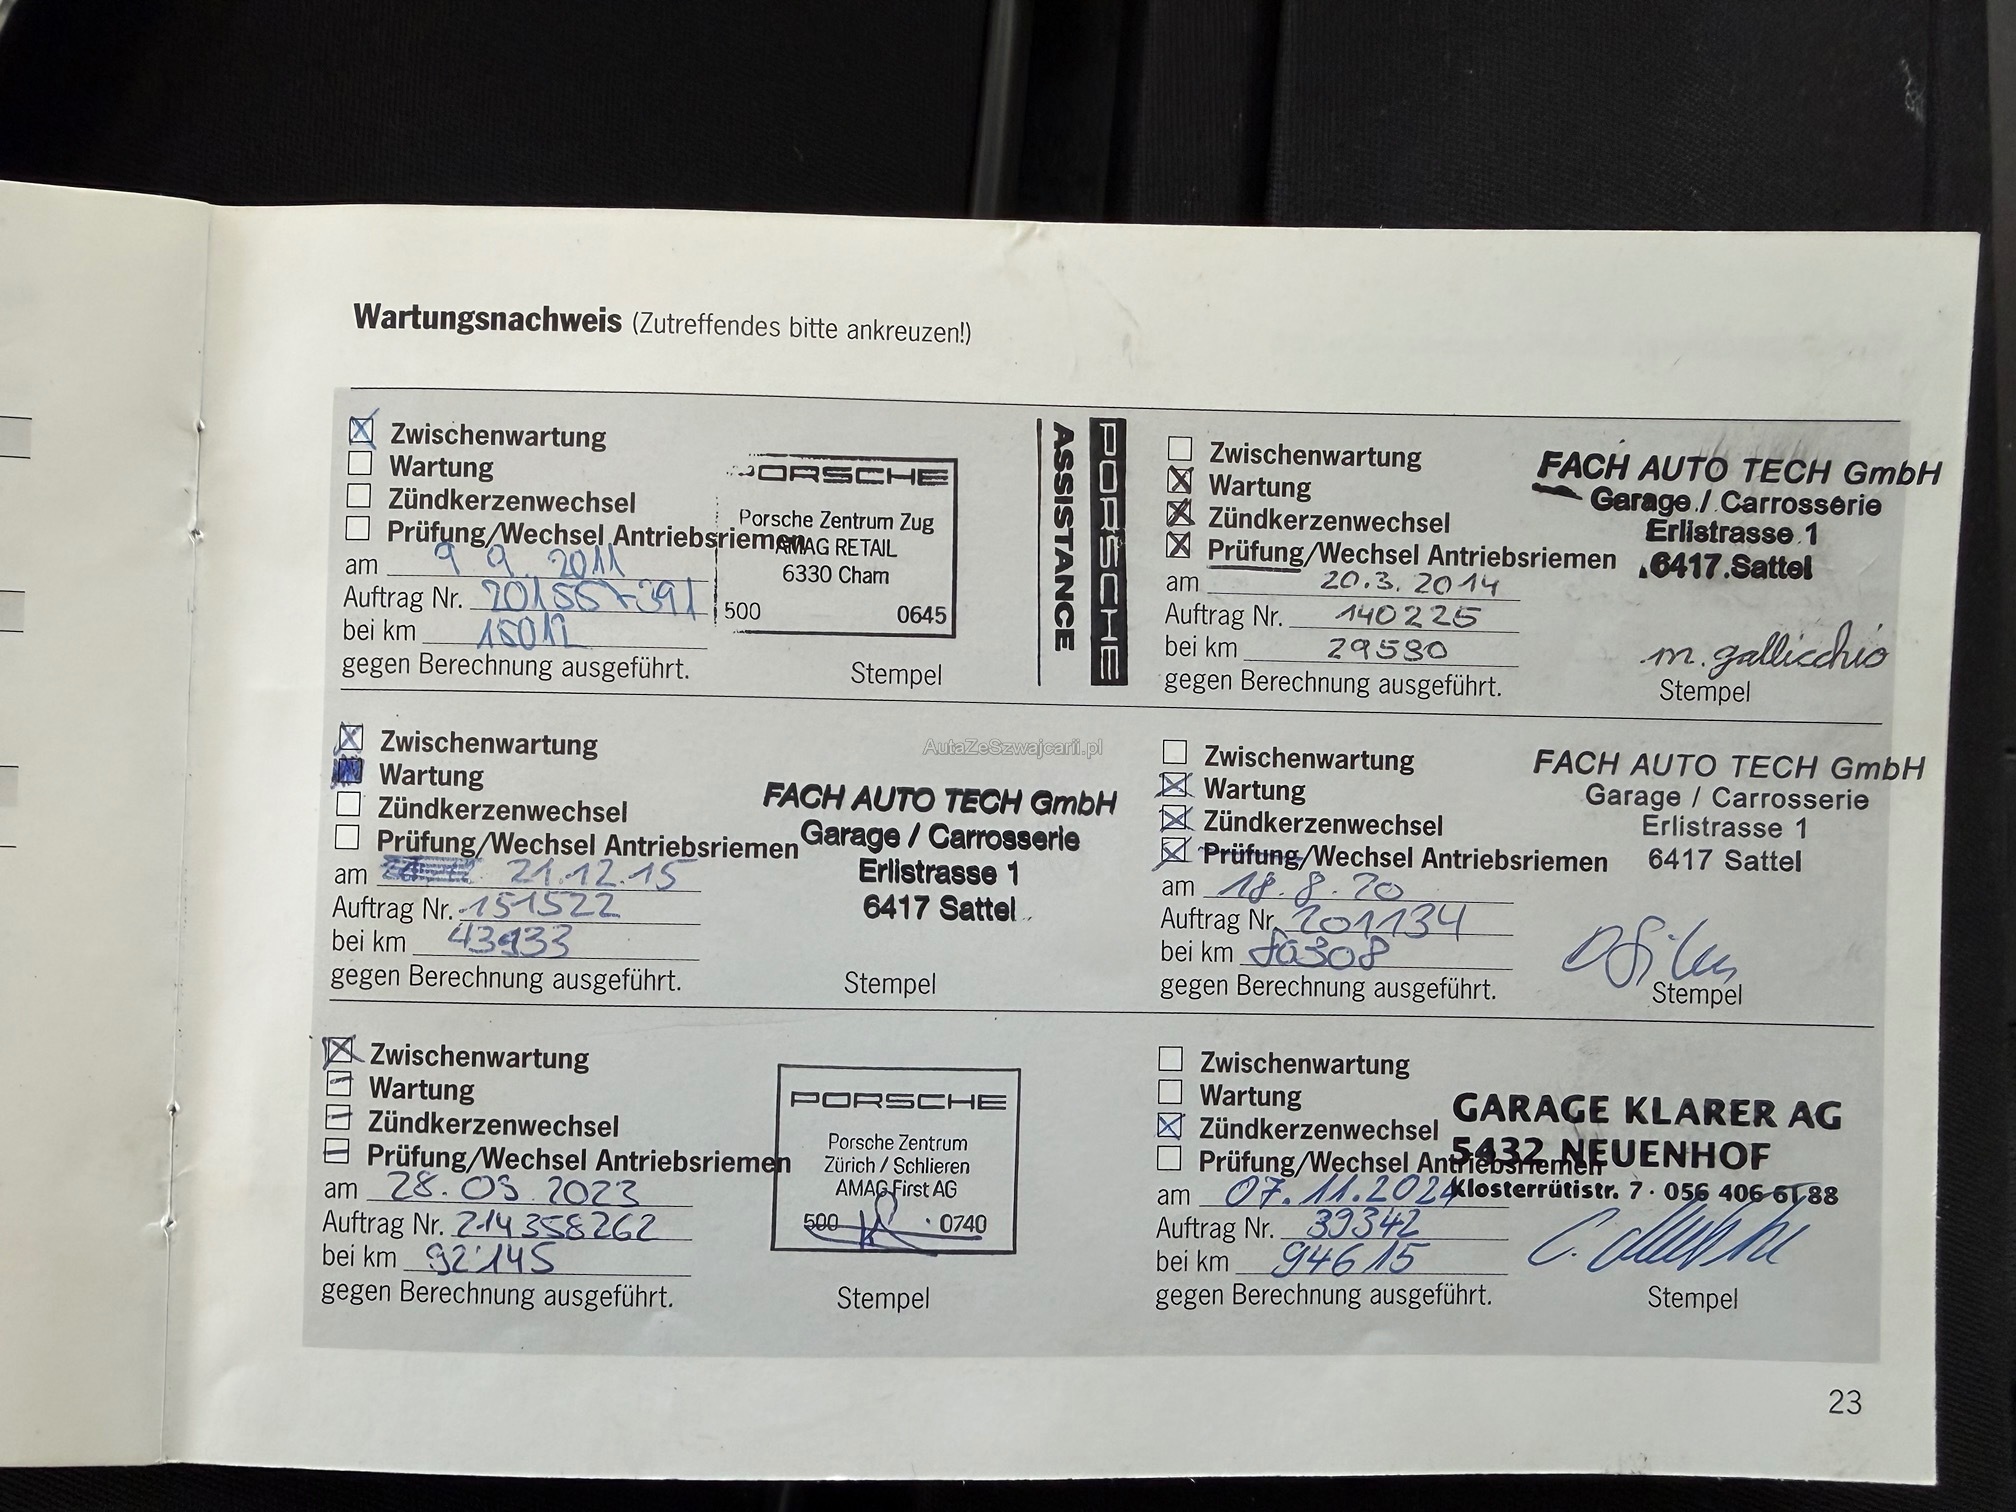 Wartungsnachweis (Zutreffendes bitte ankreuzen!)
Zwischenwartung
Wartung
Zündkerzenwechsel
Prüfung/Wechsel Antriebsriemen
am 9 9. 2011
Auftrag Nr.
bei km 15012
gegen Berechnung ausgeführt.
PORSCHE
Porsche Zentrum Zug
AMAG RETAIL
6330 Cham
500 0645
Stempel
PORSCHE
ASSISTANCE
Zwischenwartung
Wartung
Zündkerzenwechsel
Prüfung/Wechsel Antriebsriemen
am 20.3.2014
Auftrag Nr. 140225
bei km 29580
gegen Berechnung ausgeführt.
FACH AUTO TECH GmbH
Garage / Carrosserie
Erlistrasse 1
6417 Sattel
m. gallicchio
Stempel
Zwischenwartung
Wartung
Zündkerzenwechsel
Prüfung/Wechsel Antriebsriemen
am 21.12.15
Auftrag Nr. 151522
bei km
gegen Berechnung ausgeführt.
FACH AUTO TECH GmbH
Garage / Carrosserie
Erlistrasse 1
6417 Sattel
Stempel
AutaZeSzwajcarii.pl
Zwischenwartung
Wartung
Zündkerzenwechsel
Prüfung/Wechsel Antriebsriemen
am 18.8.20
Auftrag Nr. 201134
bei km
gegen Berechnung ausgeführt.
FACH AUTO TECH GmbH
Garage / Carrosserie
Erlistrasse 1
6417 Sattel
Stempel
Zwischenwartung
Wartung
Zündkerzenwechsel
Prüfung/Wechsel Antriebsriemen
am 28.03.2023
Auftrag Nr. 214358262
bei km 92'145
gegen Berechnung ausgeführt.
PORSCHE
Porsche Zentrum
Zürich / Schlieren
AMAG First AG
500 0740
Stempel
Zwischenwartung
Wartung
Zündkerzenwechsel
Prüfung/Wechsel Antriebsriemen
am 07.11.2024
Auftrag Nr. 39342
bei km 94615
gegen Berechnung ausgeführt.
GARAGE KLARER AG
5432 NEUENHOF
Klosterrütistr. 7 · 056 406 61 88
Stempel
23